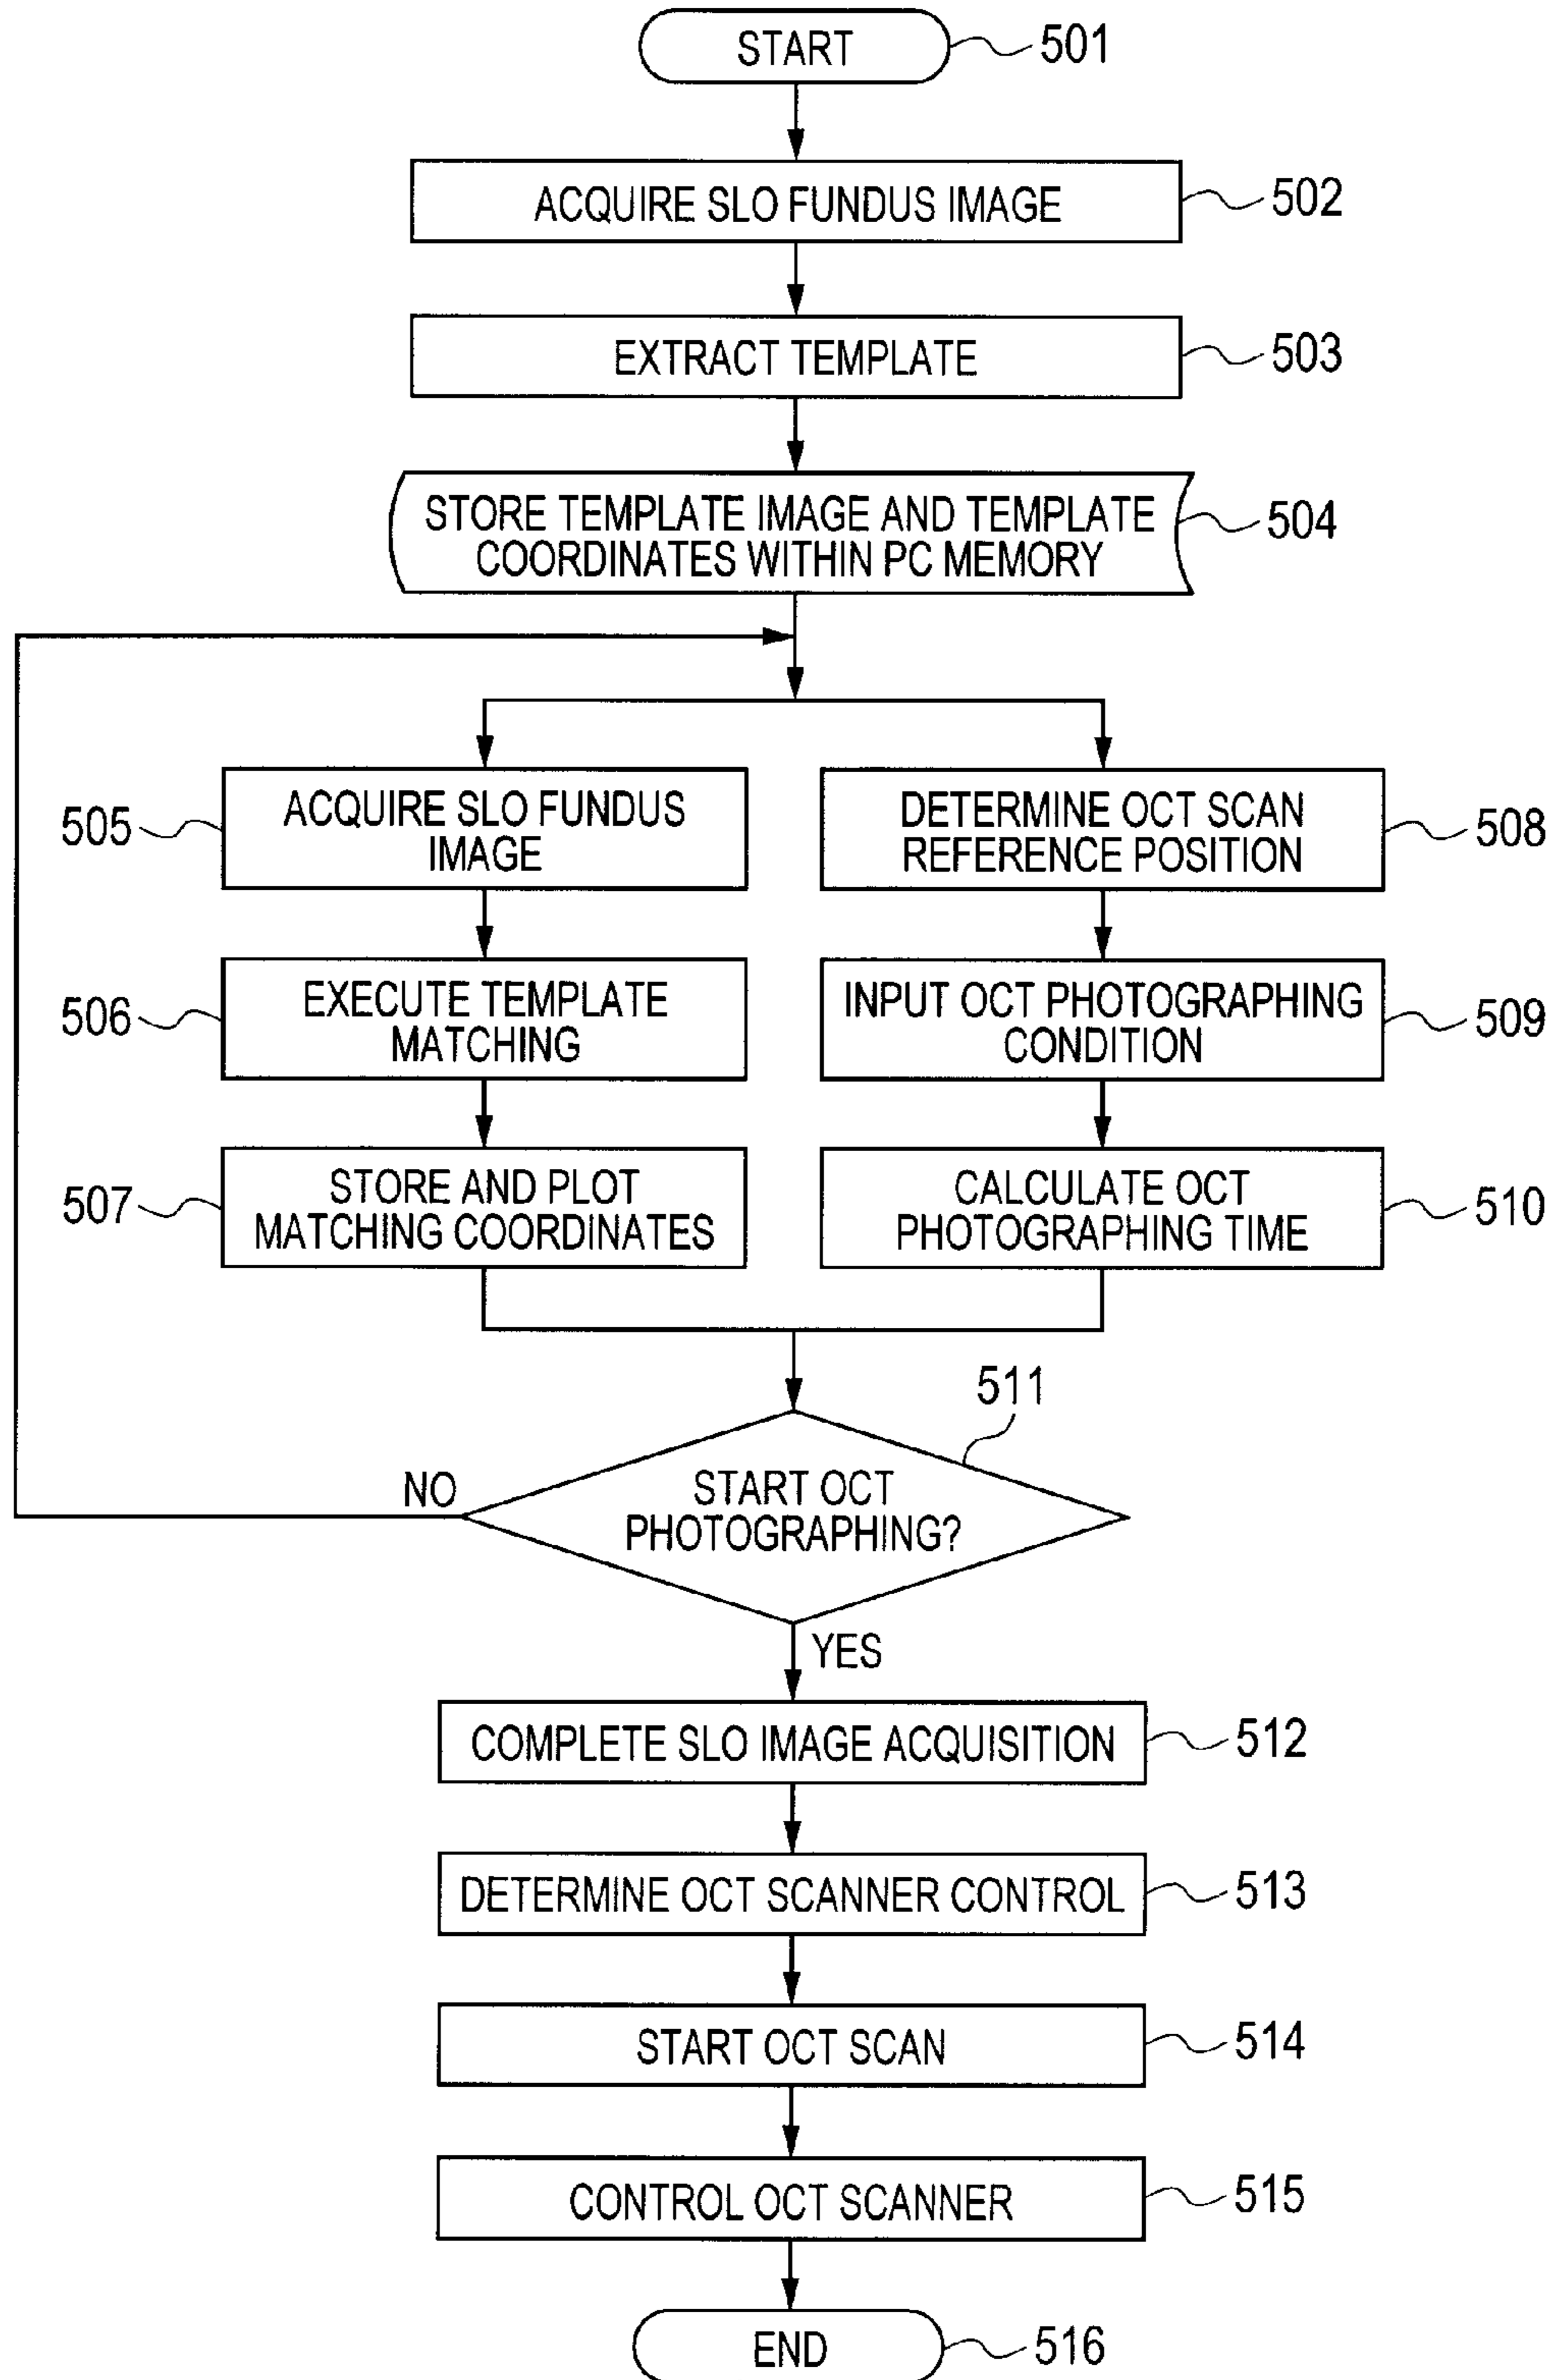 START
501
ACQUIRE SLO FUNDUS IMAGE
502
EXTRACT TEMPLATE
503
STORE TEMPLATE IMAGE AND TEMPLATE
COORDINATES WITHIN PC MEMORY
504
505
ACQUIRE SLO FUNDUS
IMAGE
DETERMINE OCT SCAN
REFERENCE POSITION
508
506
EXECUTE TEMPLATE
MATCHING
INPUT OCT PHOTOGRAPHING
CONDITION
509
507
STORE AND PLOT
MATCHING COORDINATES
CALCULATE OCT
PHOTOGRAPHING TIME
510
511
NO
START OCT
PHOTOGRAPHING?
YES
COMPLETE SLO IMAGE ACQUISITION
512
DETERMINE OCT SCANNER CONTROL
513
START OCT SCAN
514
CONTROL OCT SCANNER
515
END
516